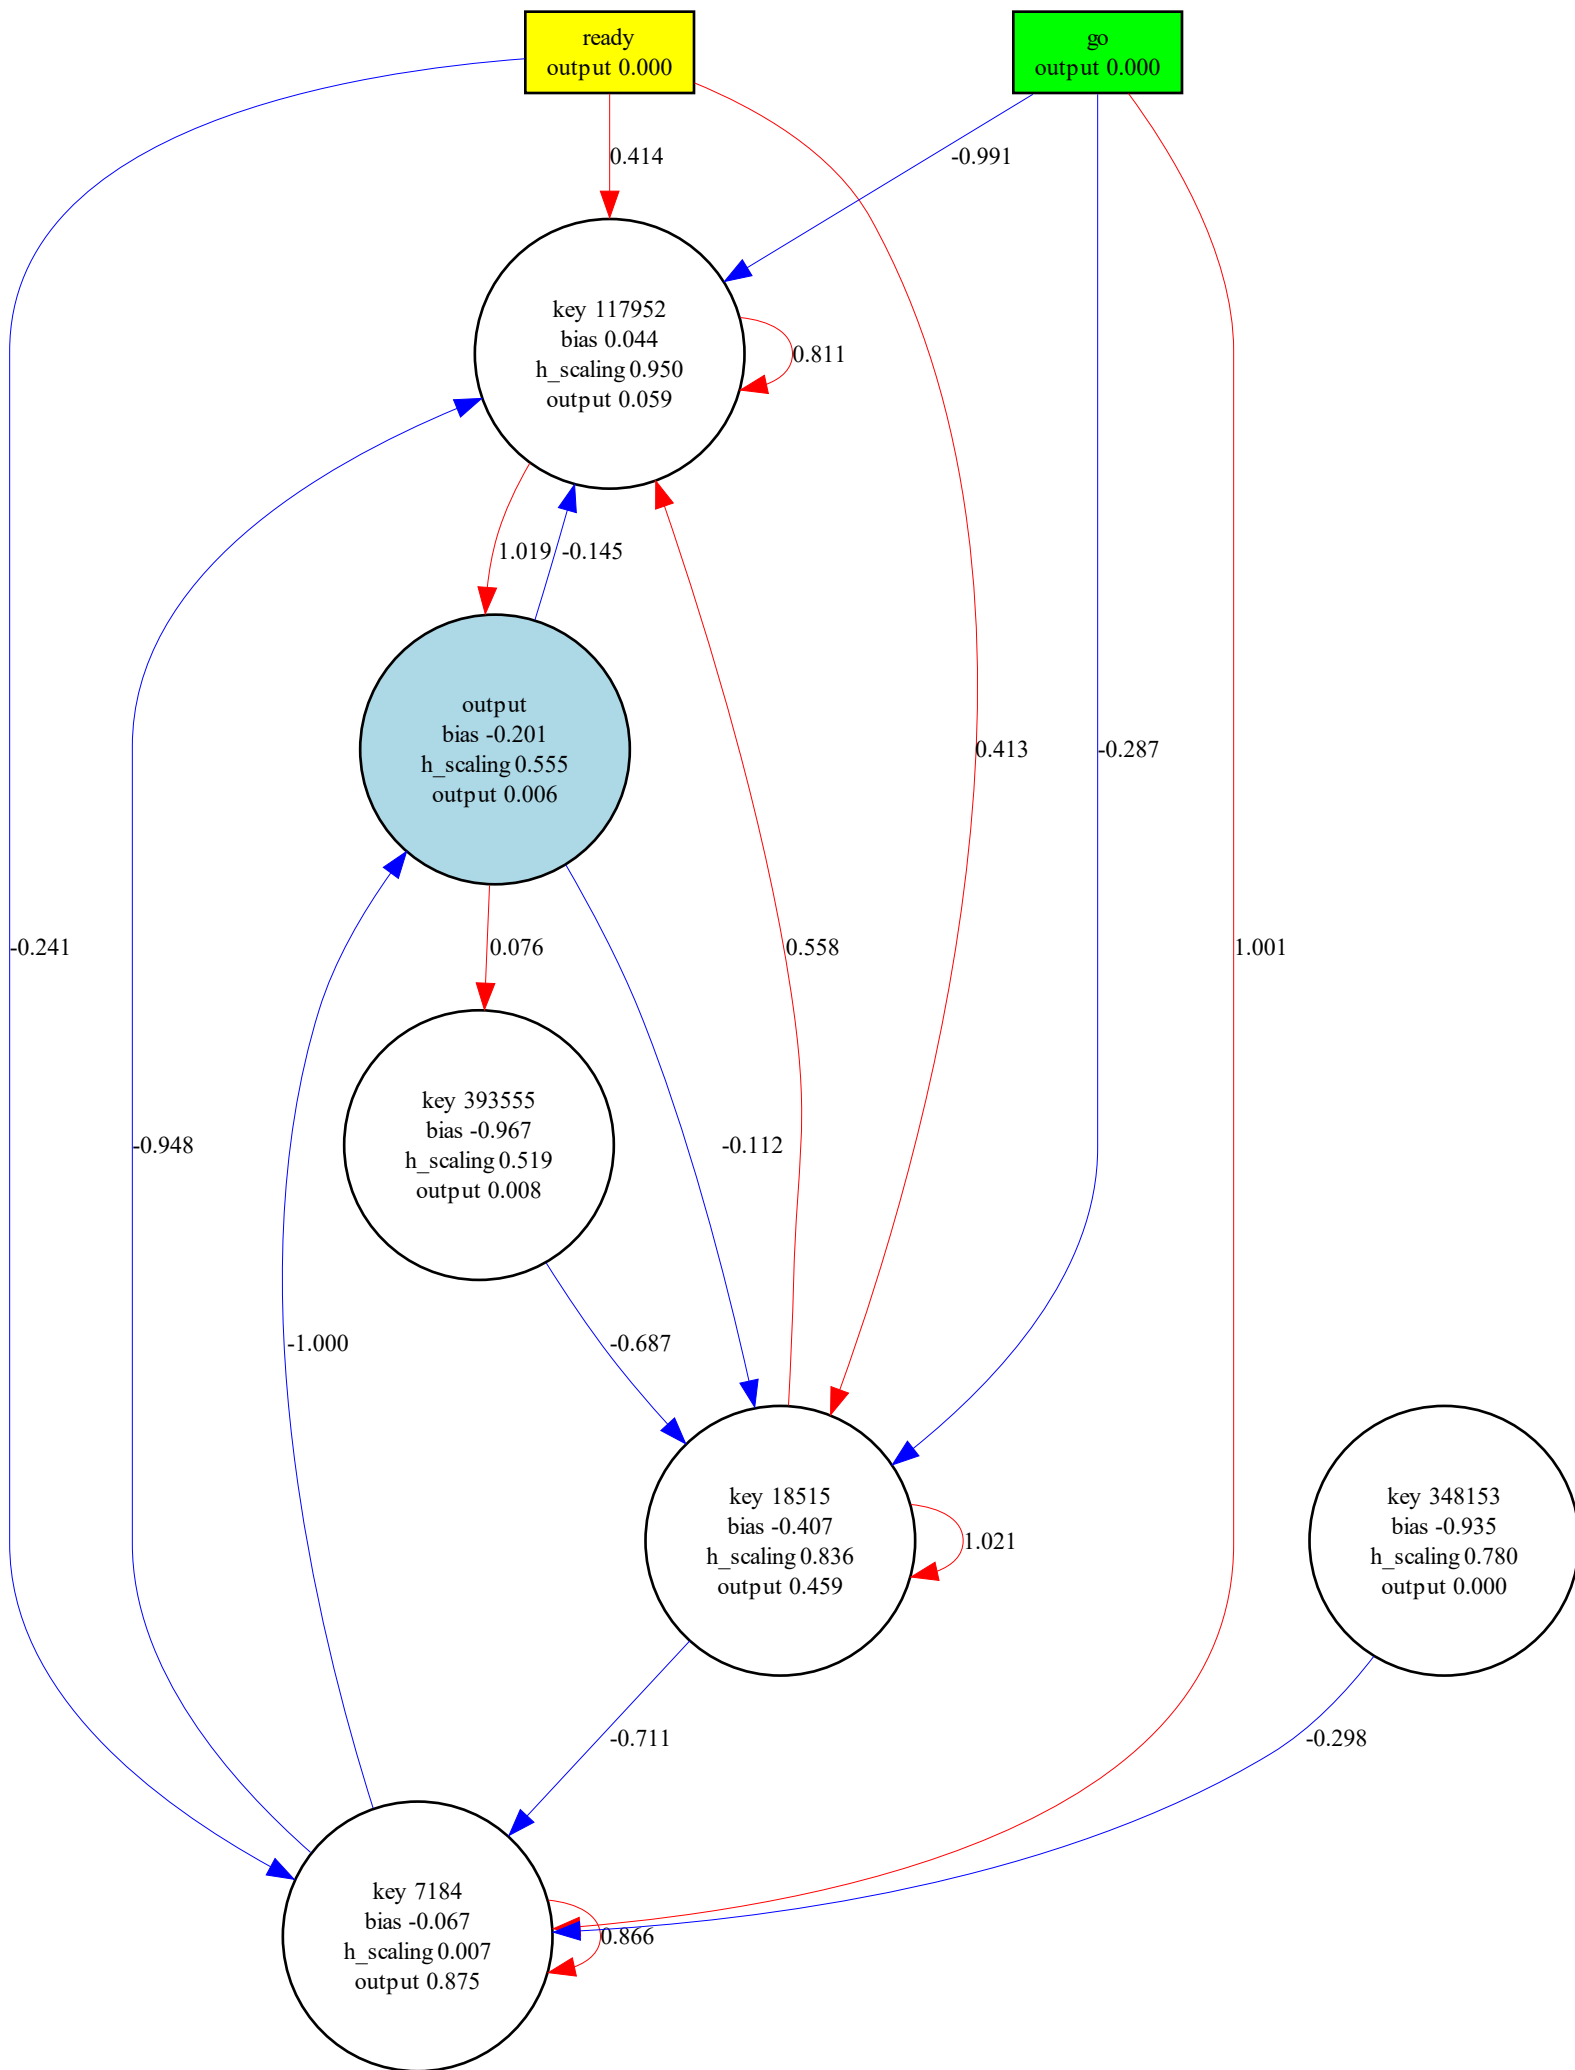 ready
output 0.000
go
output 0.000
0.414
-0.991
key 117952
bias 0.044
h_scaling 0.950
output 0.059
0.811
1.019
-0.145
output
bias -0.201
h_scaling 0.555
output 0.006
0.413
-0.287
-0.241
0.076
0.558
1.001
key 393555
bias -0.967
h_scaling 0.519
output 0.008
-0.948
-0.112
-1.000
-0.687
key 18515
bias -0.407
h_scaling 0.836
output 0.459
1.021
key 348153
bias -0.935
h_scaling 0.780
output 0.000
-0.711
-0.298
key 7184
bias -0.067
h_scaling 0.007
output 0.875
0.866